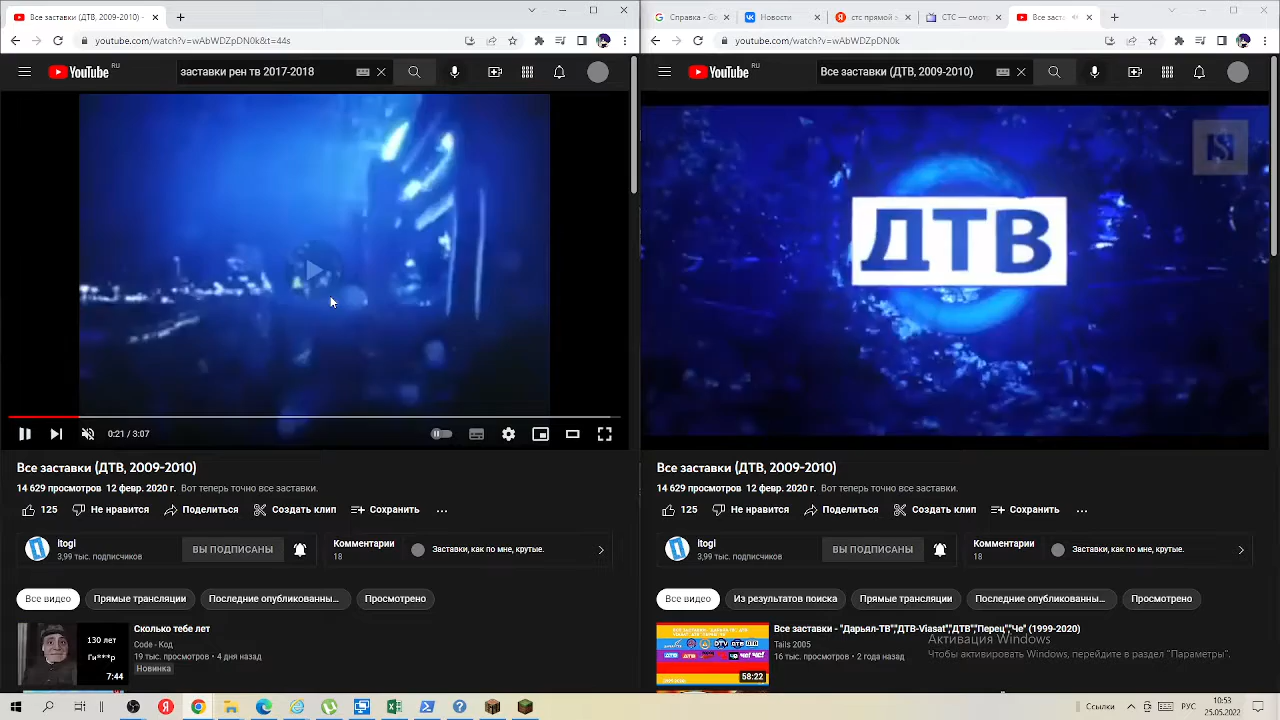 Все заставки (ДТВ, 2009-2010) -
youtube.com/watch?v=wAbWDZpDN0k&t=44s
YouTube
RU
заставки рен тв 2017-2018
0:21 / 3:07
Все заставки (ДТВ, 2009-2010)
14 629 просмотров 12 февр. 2020 г. Вот теперь точно все заставки.
125 Не нравится Поделиться Создать клип Сохранить ...
itogi
3,99 тыс. подписчиков
ВЫ ПОДПИСАНЫ
Комментарии
18
Заставки, как по мне, крутые.
Все видео Прямые трансляции Последние опубликованны... Просмотрено
130 лет
ги***р
7:44
Сколько тебе лет
Code - Код
19 тыс. просмотров • 4 дня назад
Новинка
Справка - Go
Новости
стс прямой э
СТС — смотр
Все заст
youtube.com/watch?v=wAbWDZpDN0k
YouTube
RU
Все заставки (ДТВ, 2009-2010)
ДТВ
Все заставки (ДТВ, 2009-2010)
14 629 просмотров 12 февр. 2020 г. Вот теперь точно все заставки.
125 Не нравится Поделиться Создать клип Сохранить ...
itogi
3,99 тыс. подписчиков
ВЫ ПОДПИСАНЫ
Комментарии
18
Заставки, как по мне, крутые.
Все видео Из результатов поиска Прямые трансляции Последние опубликованны... Просмотрено
58:22
Все заставки - "Дарьял-ТВ","ДТВ-Viasat","ДТВ","Перец","Че" (1999-2020)
Tails 2005
16 тыс. просмотров • 2 года назад
Активация Windows
Чтобы активировать Windows, перейдите в раздел "Параметры".
Ссылки
РУС
10:53
25.05.2022